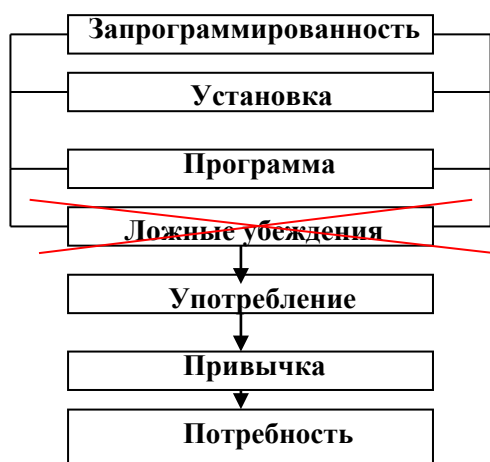 Запрограммированность
Установка
Программа
Ложные убеждения
Употребление
Привычка
Потребность